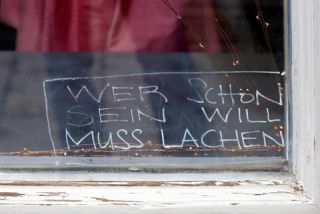 WER SCHÖN
SEIN WILL
MUSS LACHEN